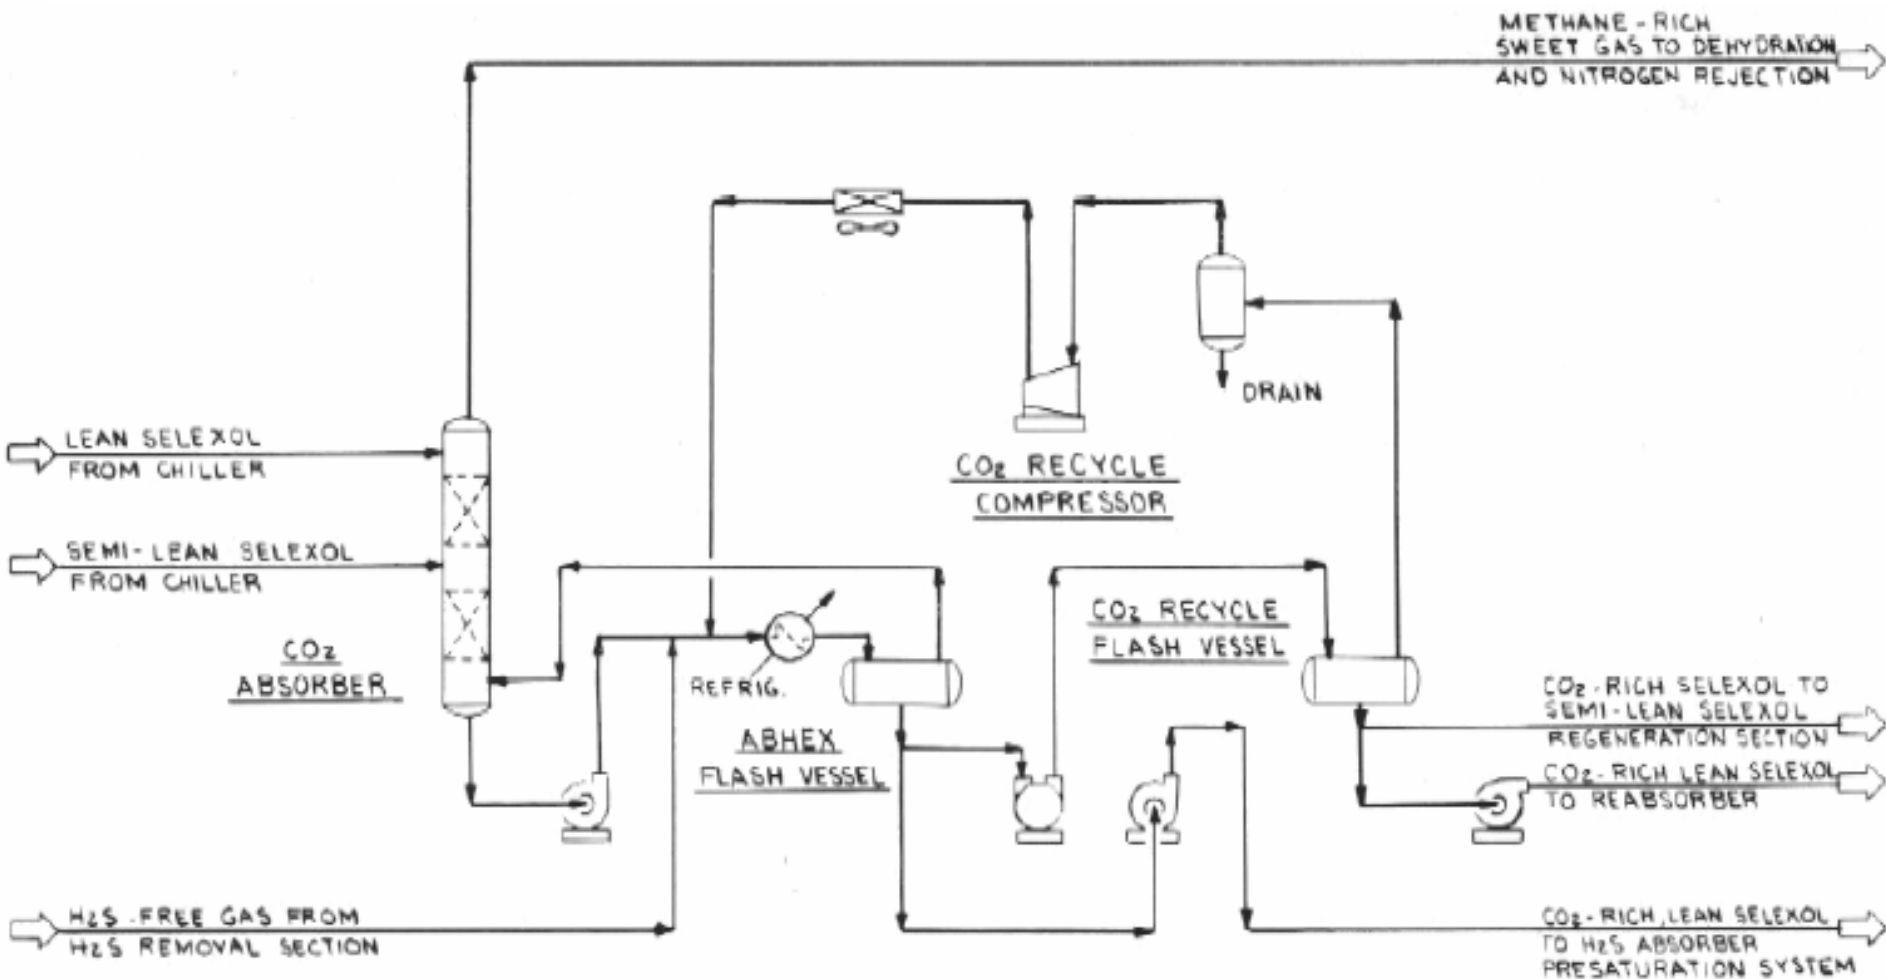 METHANE-RICH
SWEET GAS TO DEHYDRATION
AND NITROGEN REJECTION
DRAIN
LEAN SELEXOL
FROM CHILLER
CO2 RECYCLE
COMPRESSOR
SEMI-LEAN SELEXOL
FROM CHILLER
CO2 RECYCLE
FLASH VESSEL
CO2
ABSORBER
REFRIG.
ABHEX
FLASH VESSEL
CO2-RICH SELEXOL TO
SEMI-LEAN SELEXOL
REGENERATION SECTION
CO2-RICH LEAN SELEXOL
TO REABSORBER
H2S-FREE GAS FROM
H2S REMOVAL SECTION
CO2-RICH, LEAN SELEXOL
TO H2S ABSORBER
PRESATURATION SYSTEM